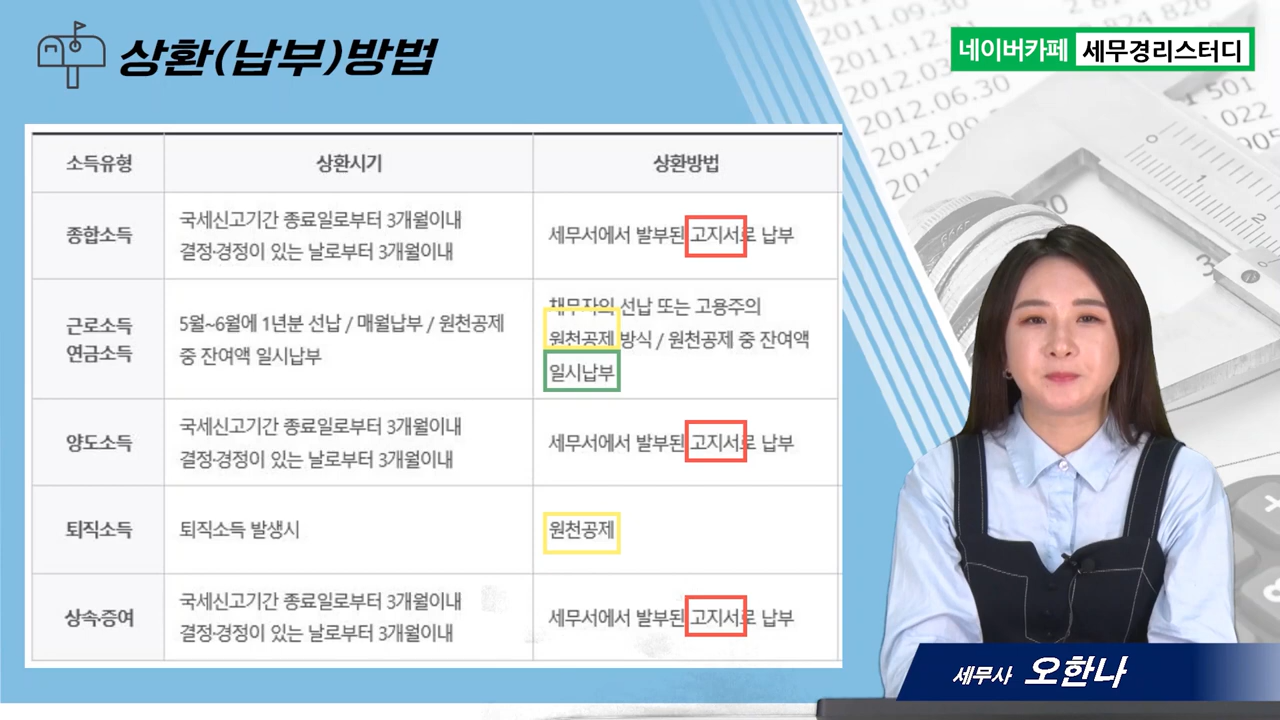 상환(납부)방법
네이버카페 세무경리스터디
소득유형 상환시기 상환방법
종합소득
국세신고기간 종료일로부터 3개월이내
결정·경정이 있는 날로부터 3개월이내
세무서에서 발부된 고지서로 납부
근로소득
연금소득
5월~6월에 1년분 선납 / 매월납부 / 원천공제
중 잔여액 일시납부
채무자의 선납 또는 고용주의
원천공제 방식 / 원천공제 중 잔여액
일시납부
양도소득
국세신고기간 종료일로부터 3개월이내
결정·경정이 있는 날로부터 3개월이내
세무서에서 발부된 고지서로 납부
퇴직소득
퇴직소득 발생시
원천공제
상속·증여
국세신고기간 종료일로부터 3개월이내
결정·경정이 있는 날로부터 3개월이내
세무서에서 발부된 고지서로 납부
세무사 오한나
2011.09.30
2012.06.30
1 501
022